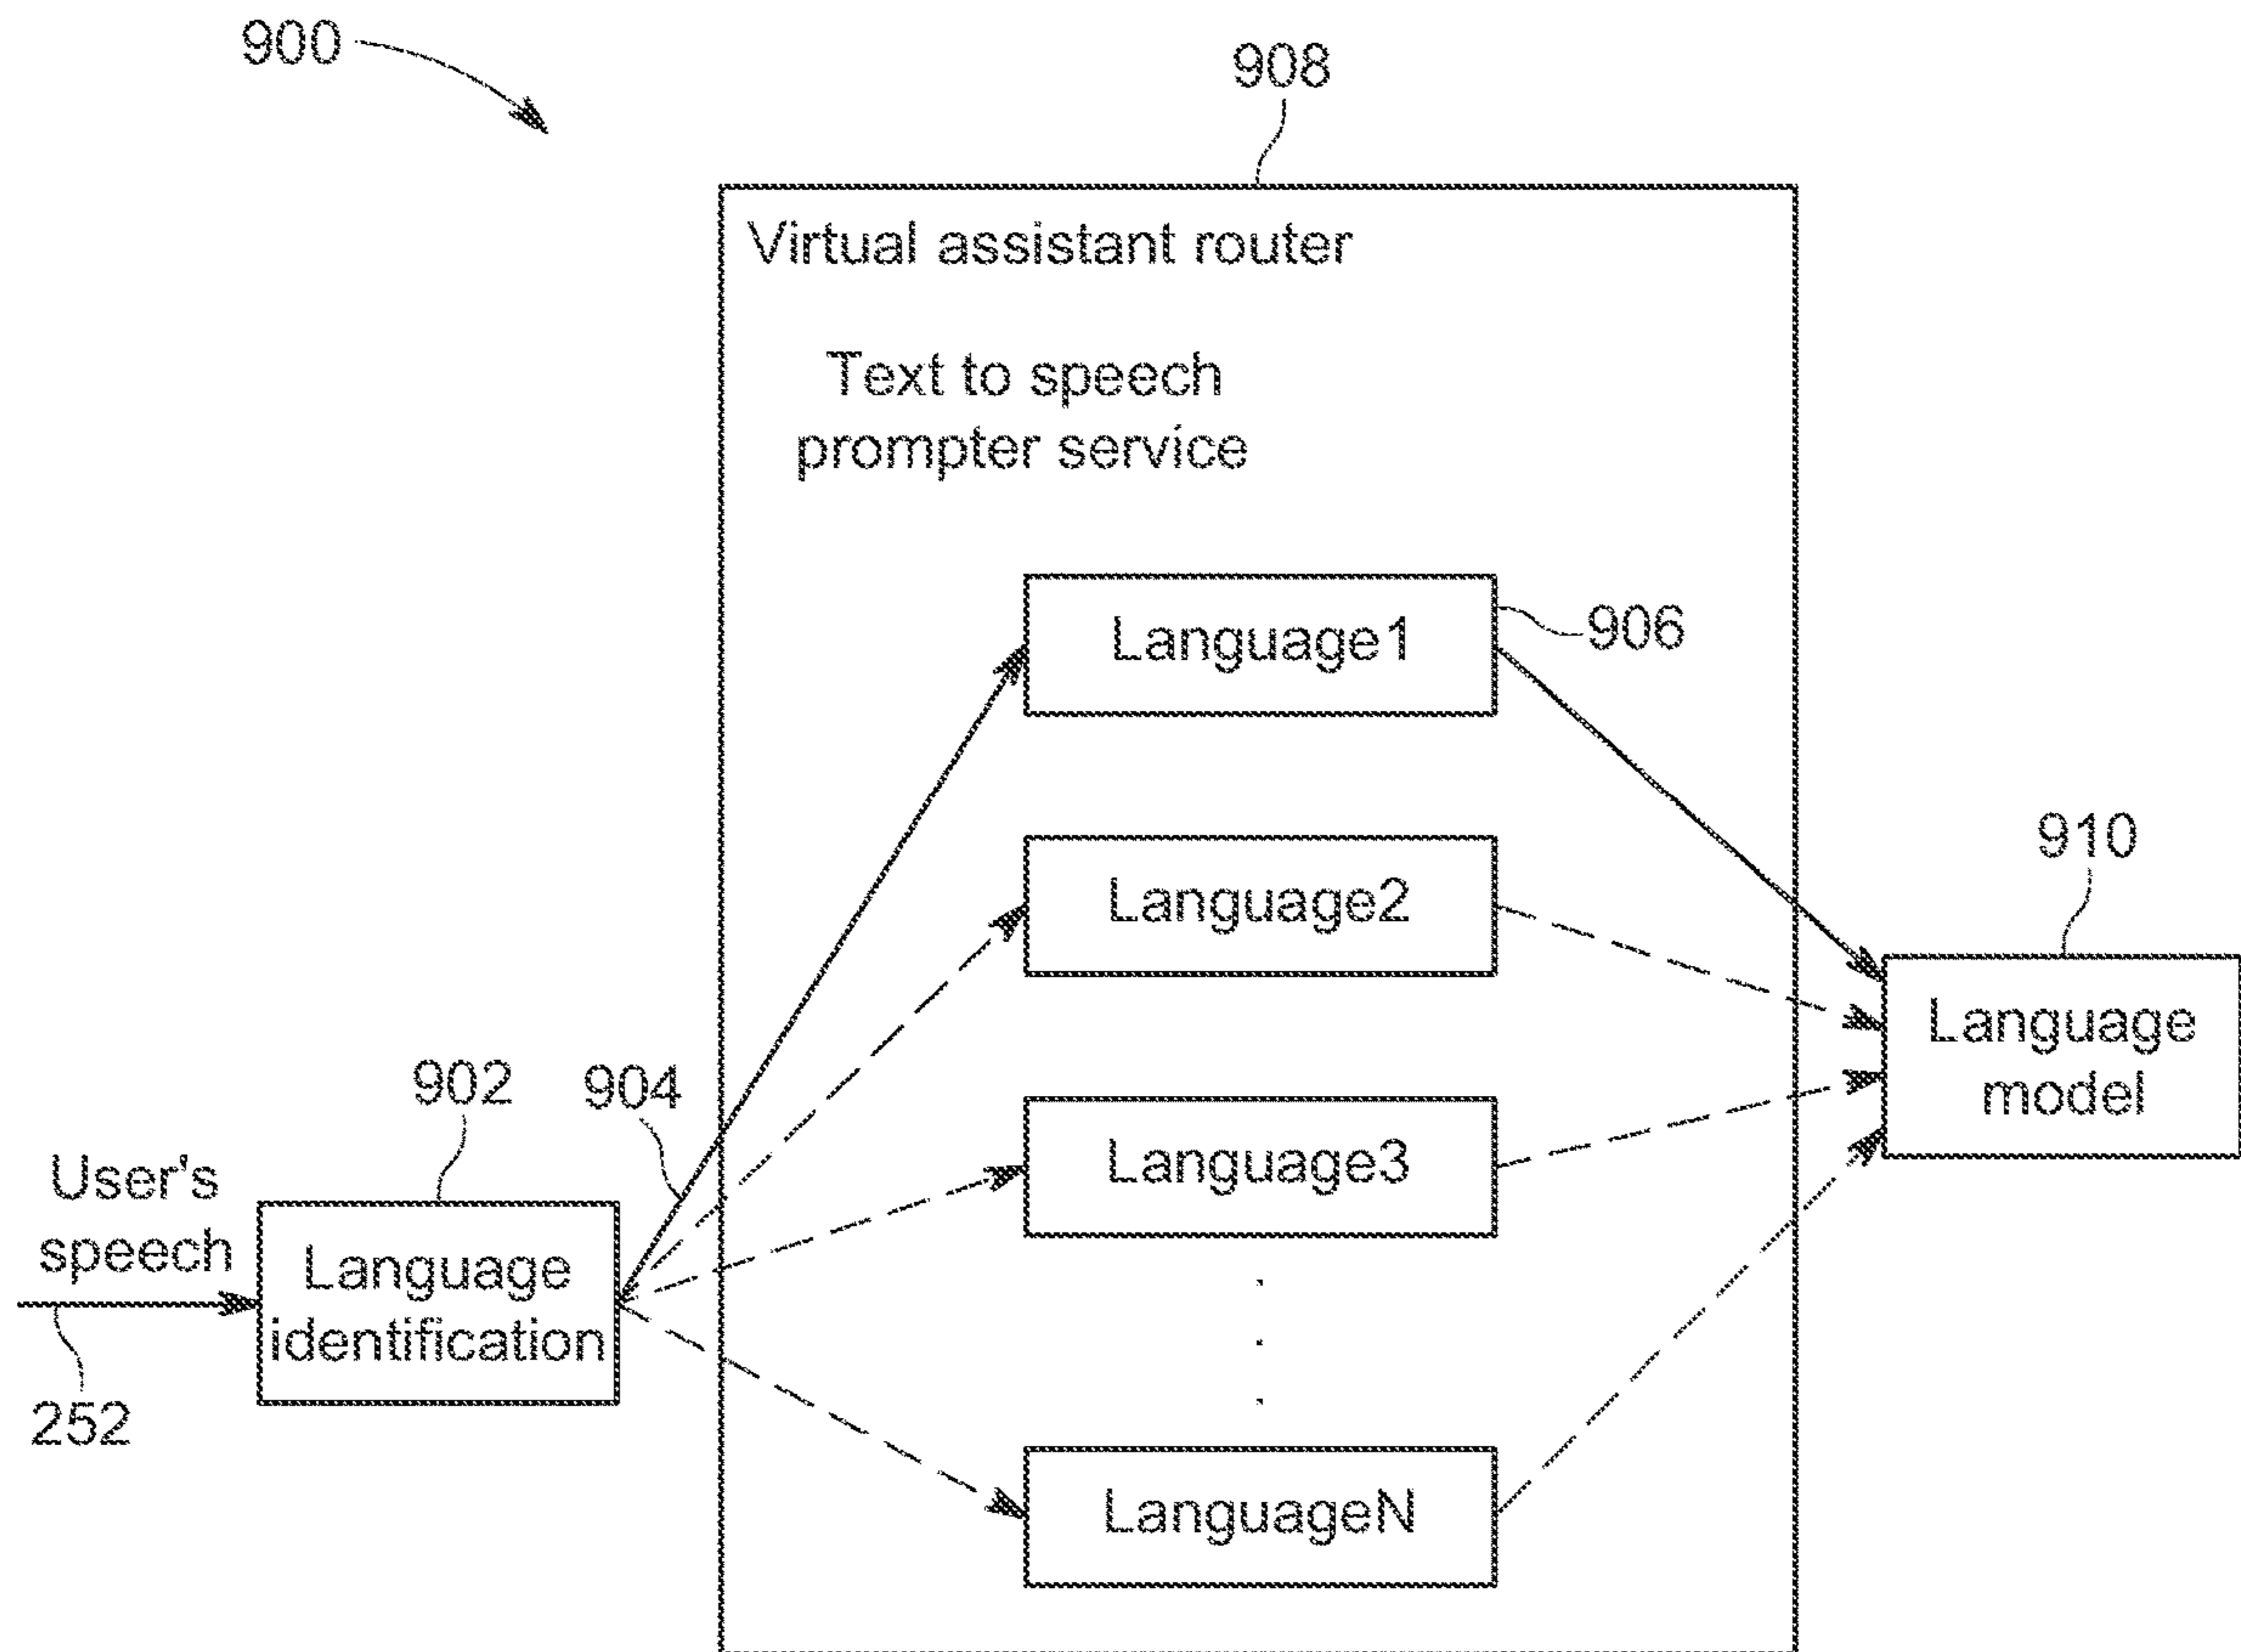 900
908
Virtual assistant router
Text to speech
prompter service
Language1
906
Language2
910
Language
model
Language3
902
904
User's
speech
Language
identification
252
LanguageN